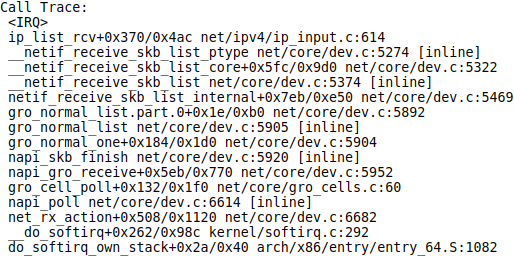 Call Trace:
<IRQ>
ip_list_rcv+0x370/0x4ac net/ipv4/ip_input.c:614
__netif_receive_skb_list_ptype net/core/dev.c:5274 [inline]
__netif_receive_skb_list_core+0x5fc/0x9d0 net/core/dev.c:5322
__netif_receive_skb_list net/core/dev.c:5374 [inline]
netif_receive_skb_list_internal+0x7eb/0xe50 net/core/dev.c:5469
gro_normal_list.part.0+0x1e/0xb0 net/core/dev.c:5892
gro_normal_list net/core/dev.c:5905 [inline]
gro_normal_one+0x184/0x1d0 net/core/dev.c:5904
napi_skb_finish net/core/dev.c:5920 [inline]
napi_gro_receive+0x5eb/0x770 net/core/dev.c:5952
gro_cell_poll+0x132/0x1f0 net/core/gro_cells.c:60
napi_poll net/core/dev.c:6614 [inline]
net_rx_action+0x508/0x1120 net/core/dev.c:6682
__do_softirq+0x262/0x98c kernel/softirq.c:292
do_softirq_own_stack+0x2a/0x40 arch/x86/entry/entry_64.S:1082